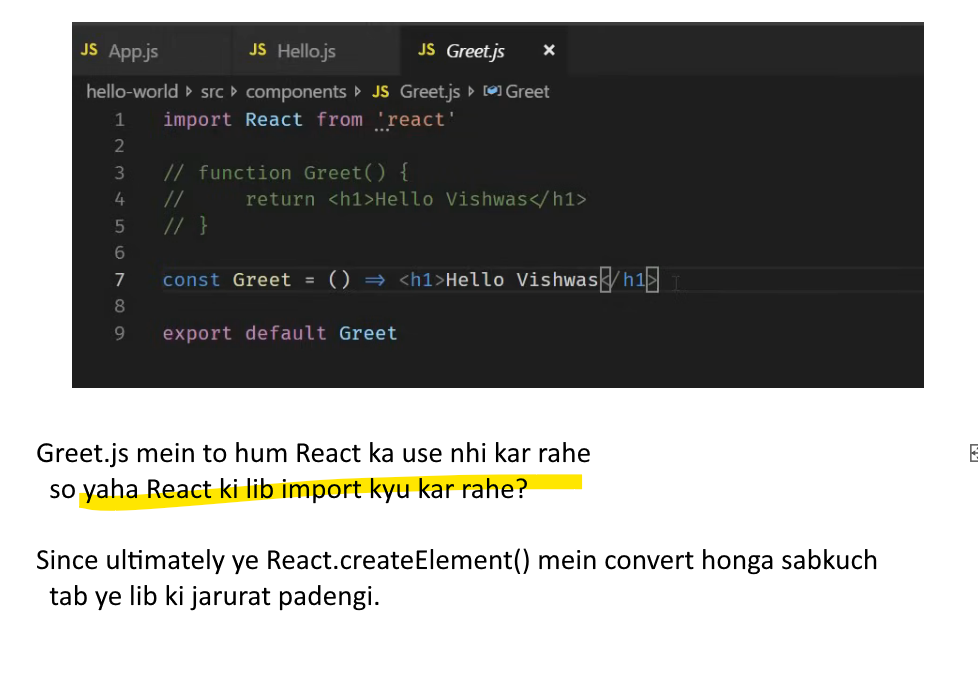 JS App.js JS Hello.js JS Greet.js ×
hello-world src components JS Greet.js Greet
1 import React from 'react'
2
3 // function Greet() {
4 //     return <h1>Hello Vishwas</h1>
5 // }
6
7 const Greet = () => <h1>Hello Vishwas</h1>
8
9 export default Greet
Greet.js mein to hum React ka use nhi kar rahe
so yaha React ki lib import kyu kar rahe?
Since ultimately ye React.createElement() mein convert honga sabkuch
tab ye lib ki jarurat padengi.